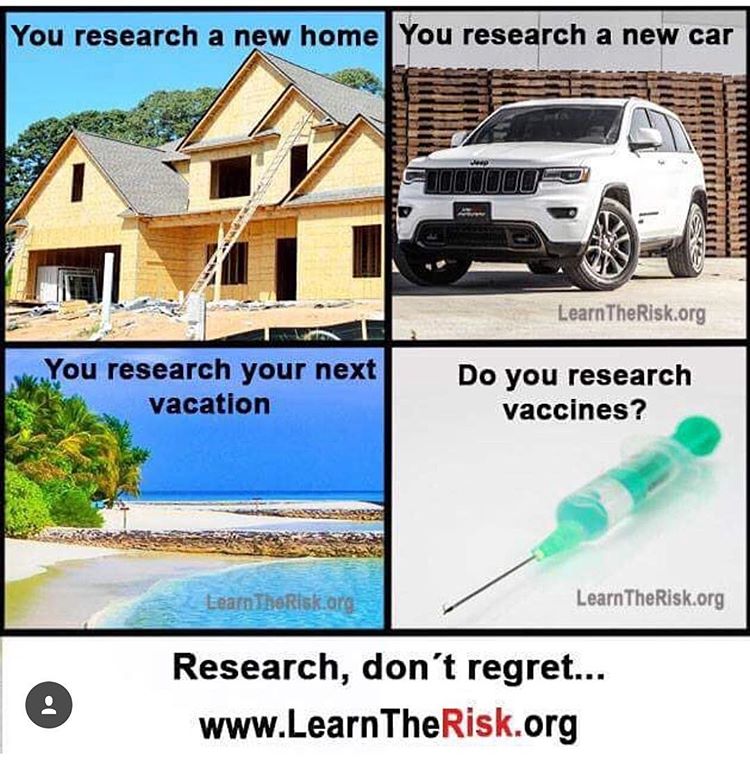 You research a new home
You research a new car
Jeep
LearnTheRisk.org
You research your next
vacation
LearnTheRisk.org
Do you research
vaccines?
LearnTheRisk.org
Research, don´t regret...
www.LearnTheRisk.org